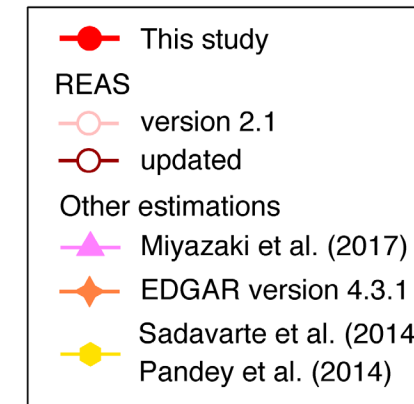 This study
REAS
version 2.1
updated
Other estimations
Miyazaki et al. (2017)
EDGAR version 4.3.1
Sadavarte et al. (2014
Pandey et al. (2014)